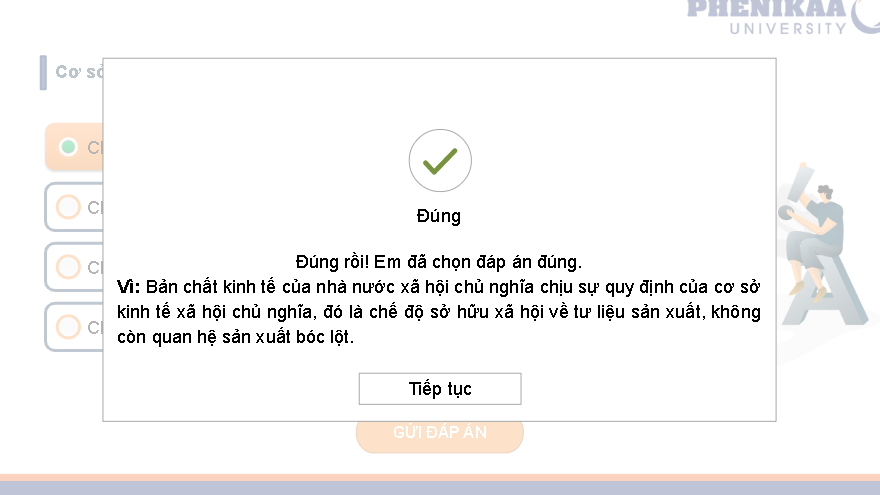 PHENIKAA
UNIVERSITY
Cơ sở
Đúng
Đúng rồi! Em đã chọn đáp án đúng.
Vì: Bản chất kinh tế của nhà nước xã hội chủ nghĩa chịu sự quy định của cơ sở
kinh tế xã hội chủ nghĩa, đó là chế độ sở hữu xã hội về tư liệu sản xuất, không
còn quan hệ sản xuất bóc lột.
Tiếp tục
GỬI ĐÁP ÁN